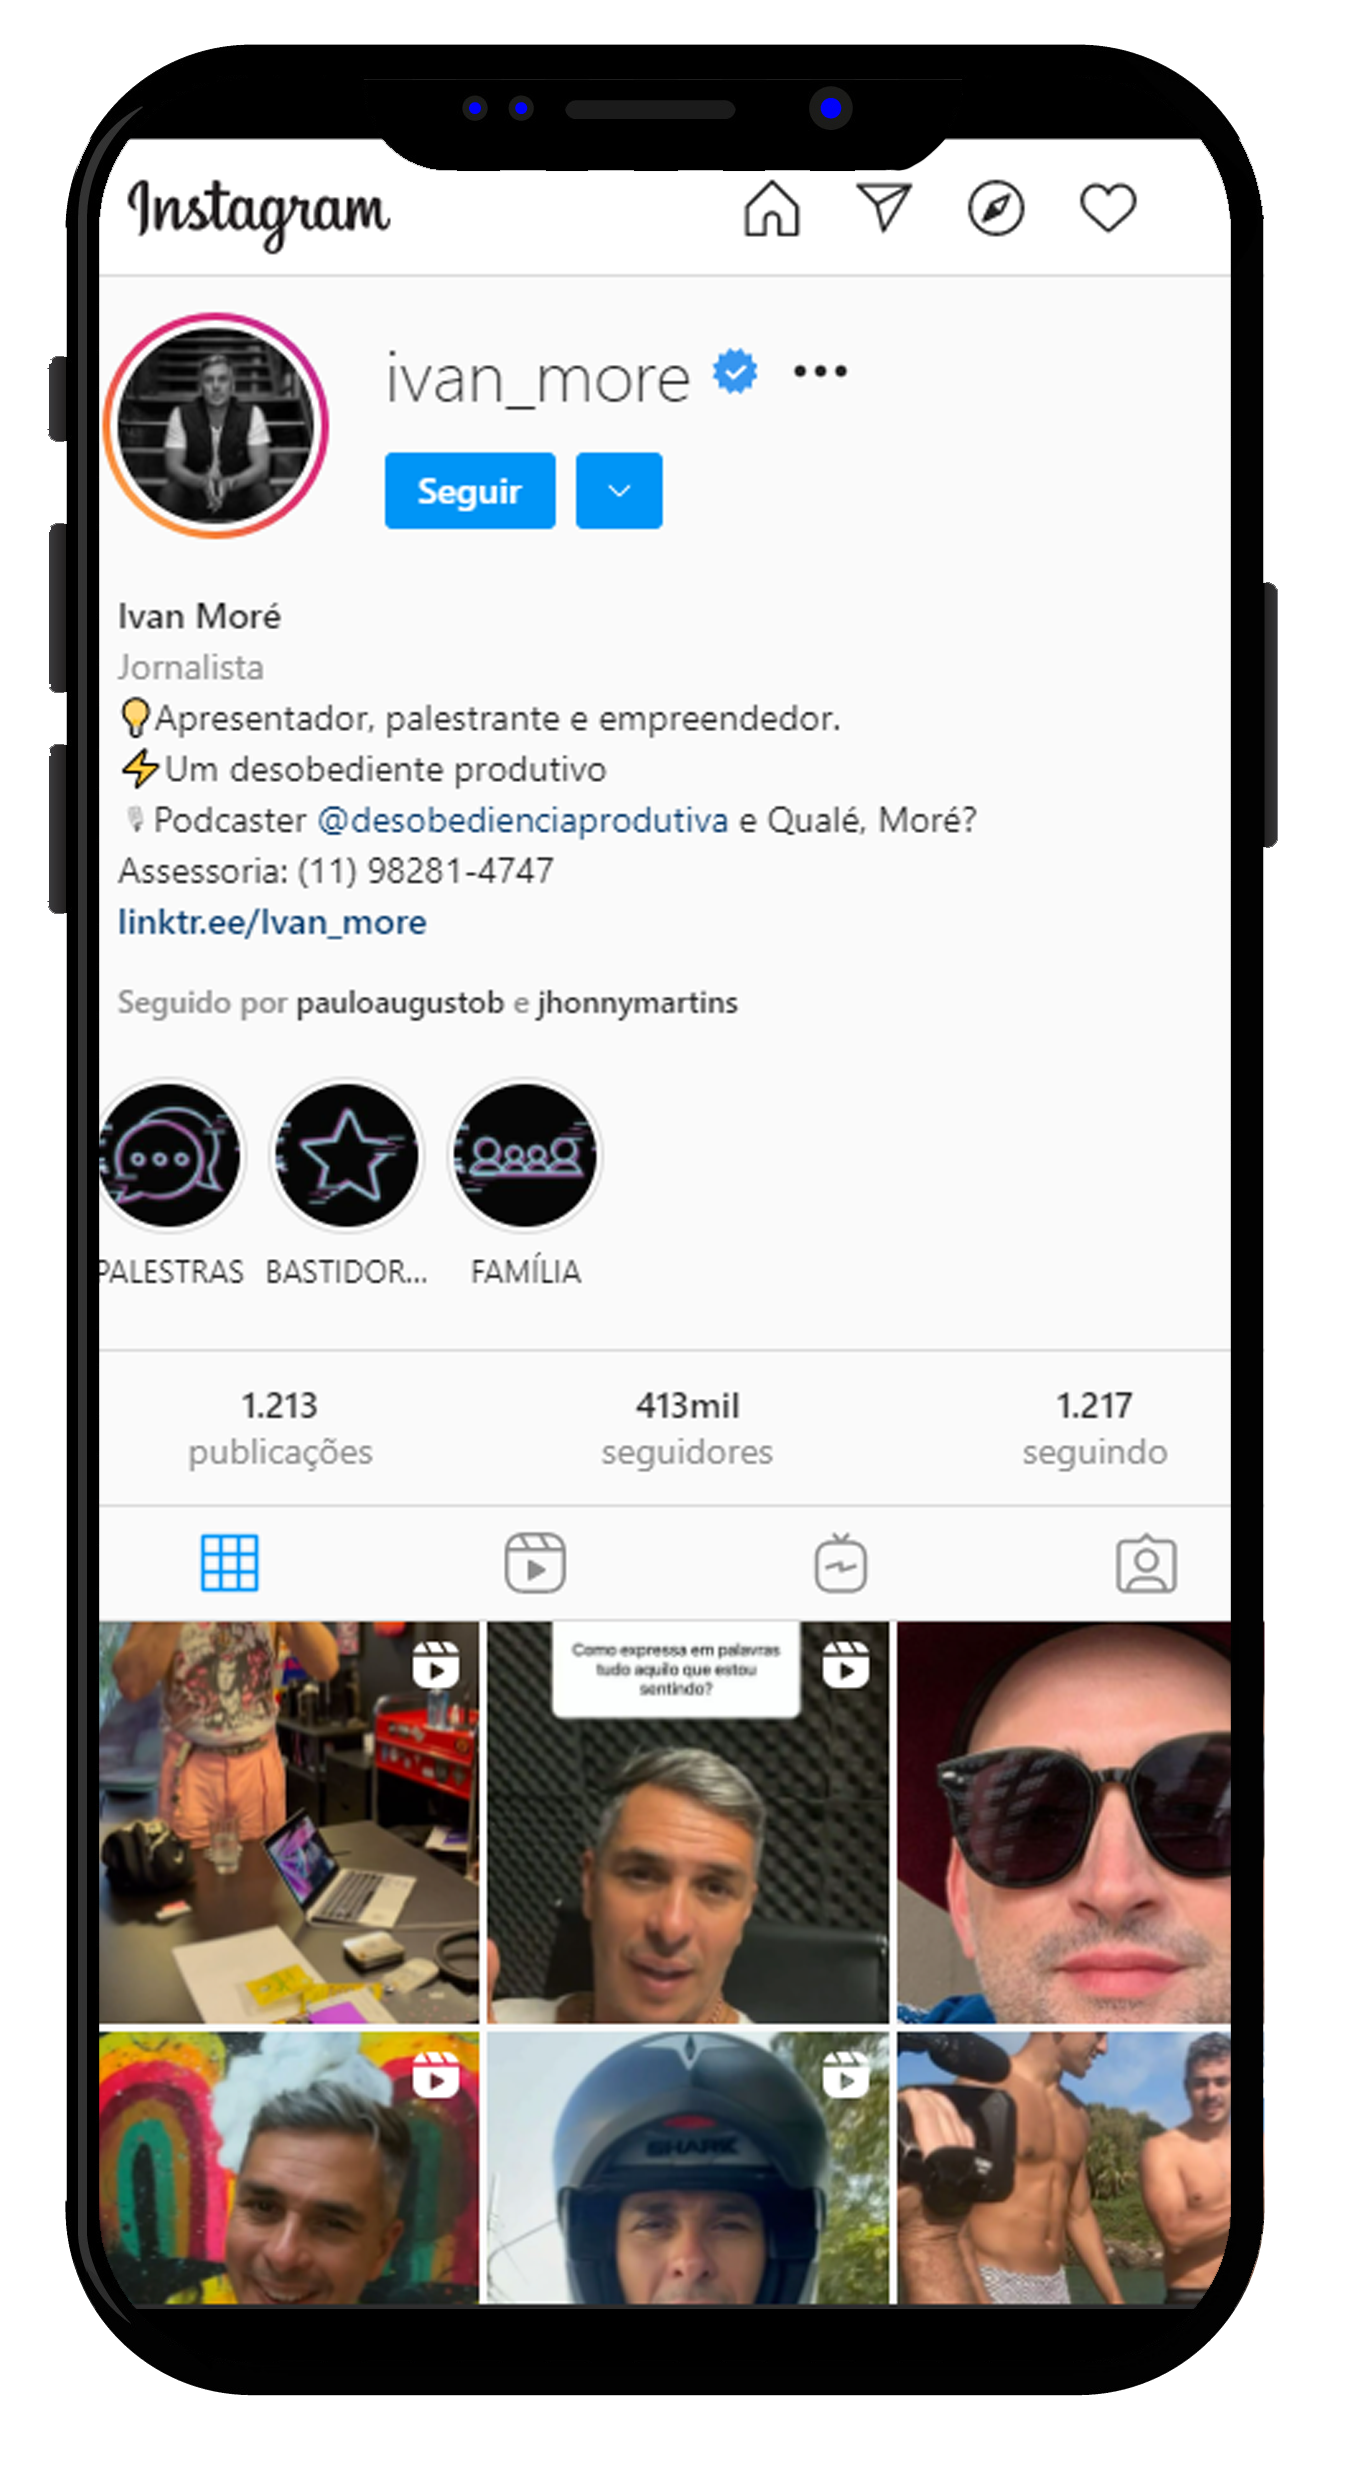 Instagram
ivan_more
Seguir
Ivan Moré
Jornalista
💡Apresentador, palestrante e empreendedor.
⚡Um desobediente produtivo
🎙Podcaster @desobedienciaprodutiva e Qualé, Moré?
Assessoria: (11) 98281-4747
linktr.ee/Ivan_more
Seguido por pauloaugustob e jhonnymartins
PALESTRAS BASTIDOR... FAMÍLIA
1.213 413mil 1.217
publicações seguidores seguindo
Como expressa em palavras
tudo aquilo que estou
sentindo?
SHARK